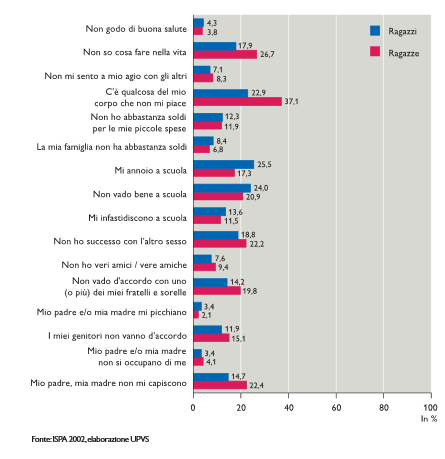 Non godo di buona salute 4,3
3,8
Non so cosa fare nella vita 17,9
26,7
Non mi sento a mio agio con gli altri 7,1
8,3
C'è qualcosa del mio
corpo che non mi piace 22,9
37,1
Non ho abbastanza soldi
per le mie piccole spese 12,3
11,9
La mia famiglia non ha abbastanza soldi 8,4
6,8
Mi annoio a scuola 25,5
17,3
Non vado bene a scuola 24,0
20,9
Mi infastidiscono a scuola 13,6
11,5
Non ho successo con l'altro sesso 18,8
22,2
Non ho veri amici / vere amiche 7,6
9,4
Non vado d'accordo con uno
(o più) dei miei fratelli e sorelle 14,2
19,8
Mio padre e/o mia madre mi picchiano 3,4
2,1
I miei genitori non vanno d'accordo 11,9
15,1
Mio padre e/o mia madre
non si occupano di me 3,4
4,1
Mio padre, mia madre non mi capiscono 14,7
22,4
Ragazzi
Ragazze
0 20 40 60 80 100
In %
Fonte: ISPA 2002, elaborazione UPVS